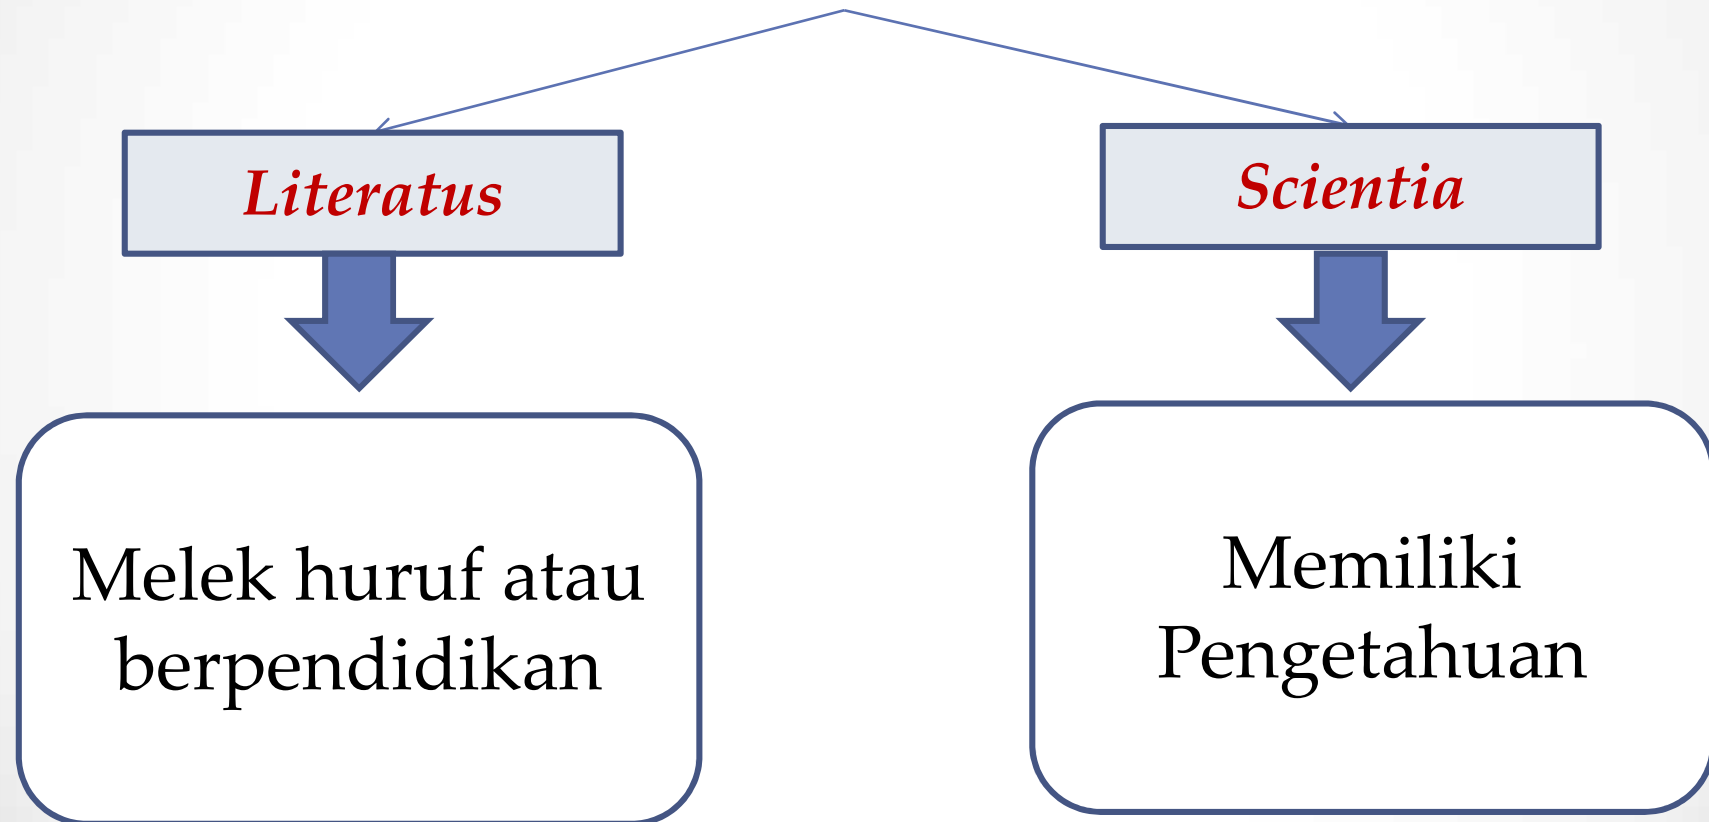 Literatus
Scientia
Melek huruf atau
berpendidikan
Memiliki
Pengetahuan